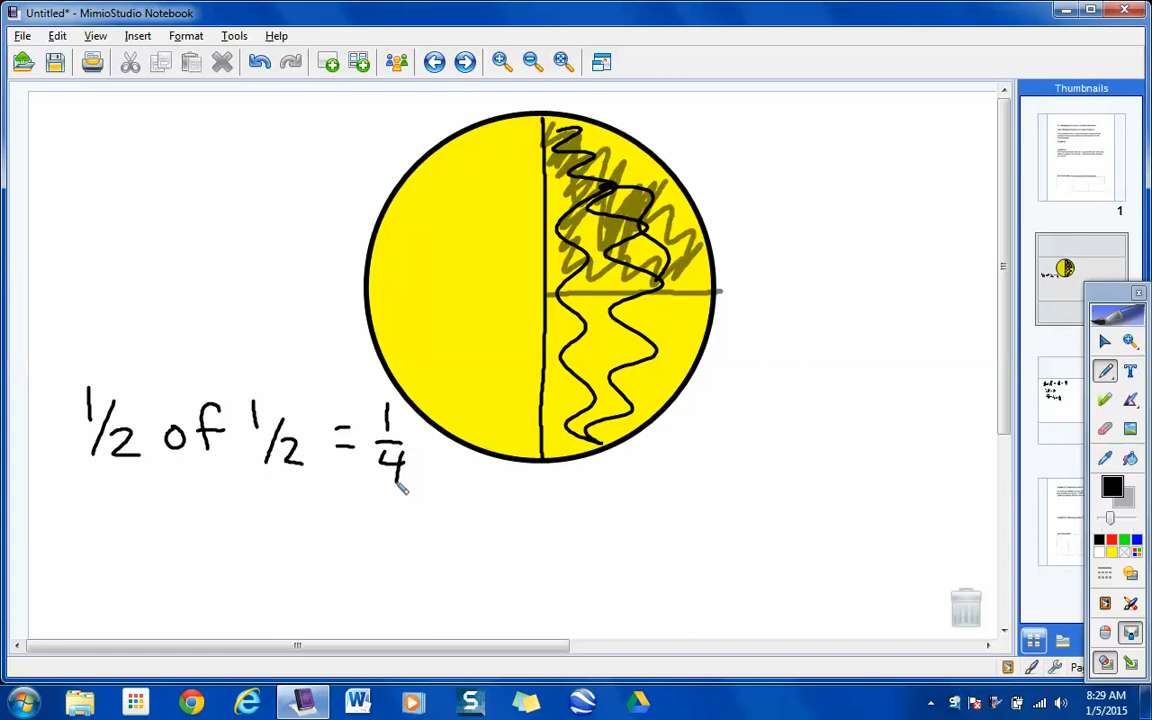 Untitled* - MimioStudio Notebook
File Edit View Insert Format Tools Help
Thumbnails
1
1/2 of 1/2 = 1/4
8:29 AM
1/5/2015